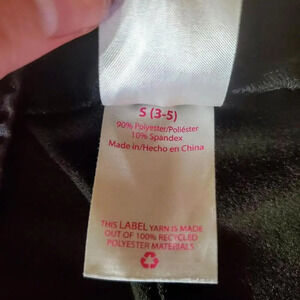 S (3-5)
90% Polyester/Poliéster
10% Spandex
Made in/Hecho en China
THIS LABEL YARN IS MADE
OUT OF 100% RECYCLED
POLYESTER MATERIALS